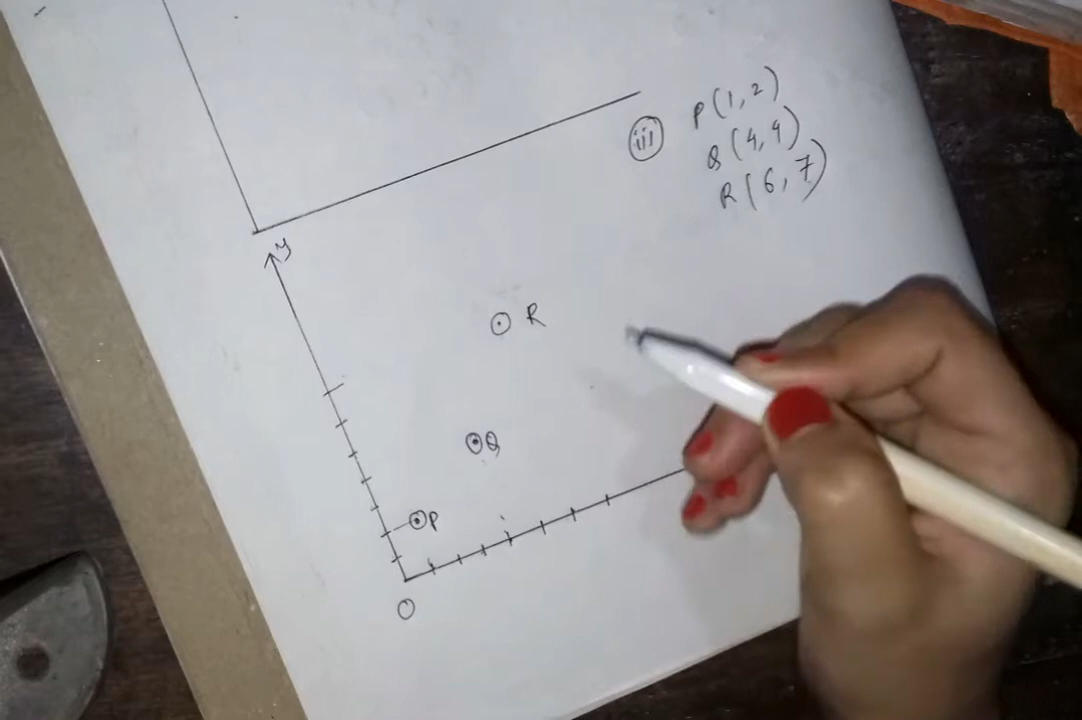 (iii) P(1,2)
Q(4,4)
R(6,7)
y
R
Q
P
O